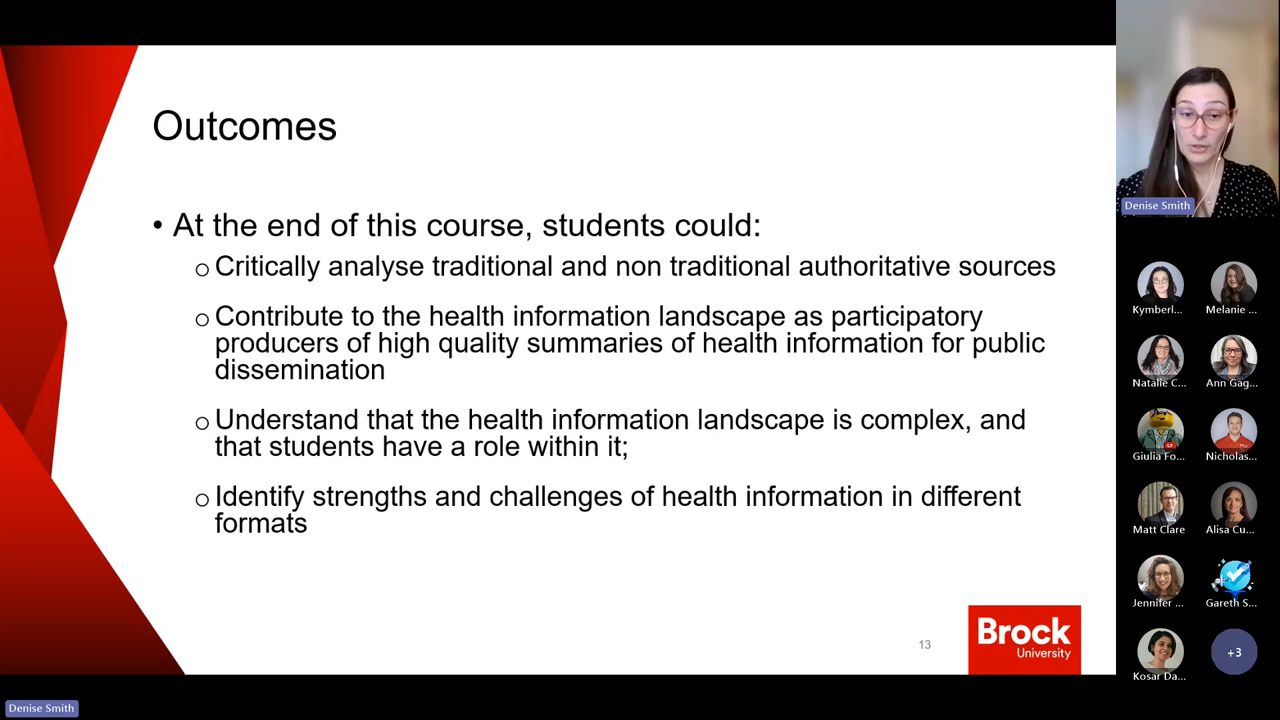 Outcomes
• At the end of this course, students could:
o Critically analyse traditional and non traditional authoritative sources
o Contribute to the health information landscape as participatory
producers of high quality summaries of health information for public
dissemination
o Understand that the health information landscape is complex, and
that students have a role within it;
o Identify strengths and challenges of health information in different
formats
13
Brock
University
Denise Smith
Kymberl...
Melanie ...
Natalie C...
Ann Gag...
Giulia Fo...
Nicholas...
Matt Clare
Alisa Cu...
Jennifer ...
Gareth S...
Kosar Da...
+3
Denise Smith